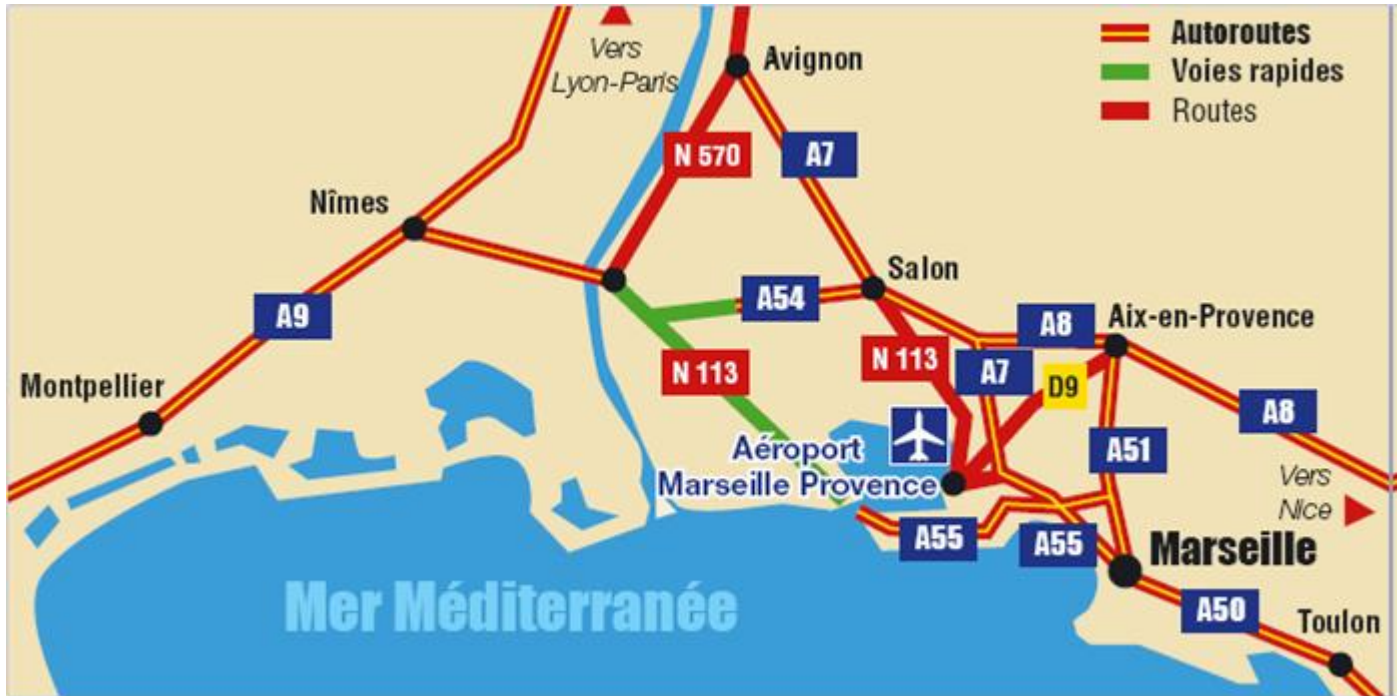 Vers
Lyon-Paris
Avignon
Autoroutes
Voies rapides
Routes
N 570
A7
Nîmes
Salon
A9
A54
A8
Aix-en-Provence
N 113
N 113
A7
D9
Montpellier
A8
A51
Aéroport
Marseille Provence
Vers
Nice
A55
A55
Marseille
Mer Méditerranée
A50
Toulon